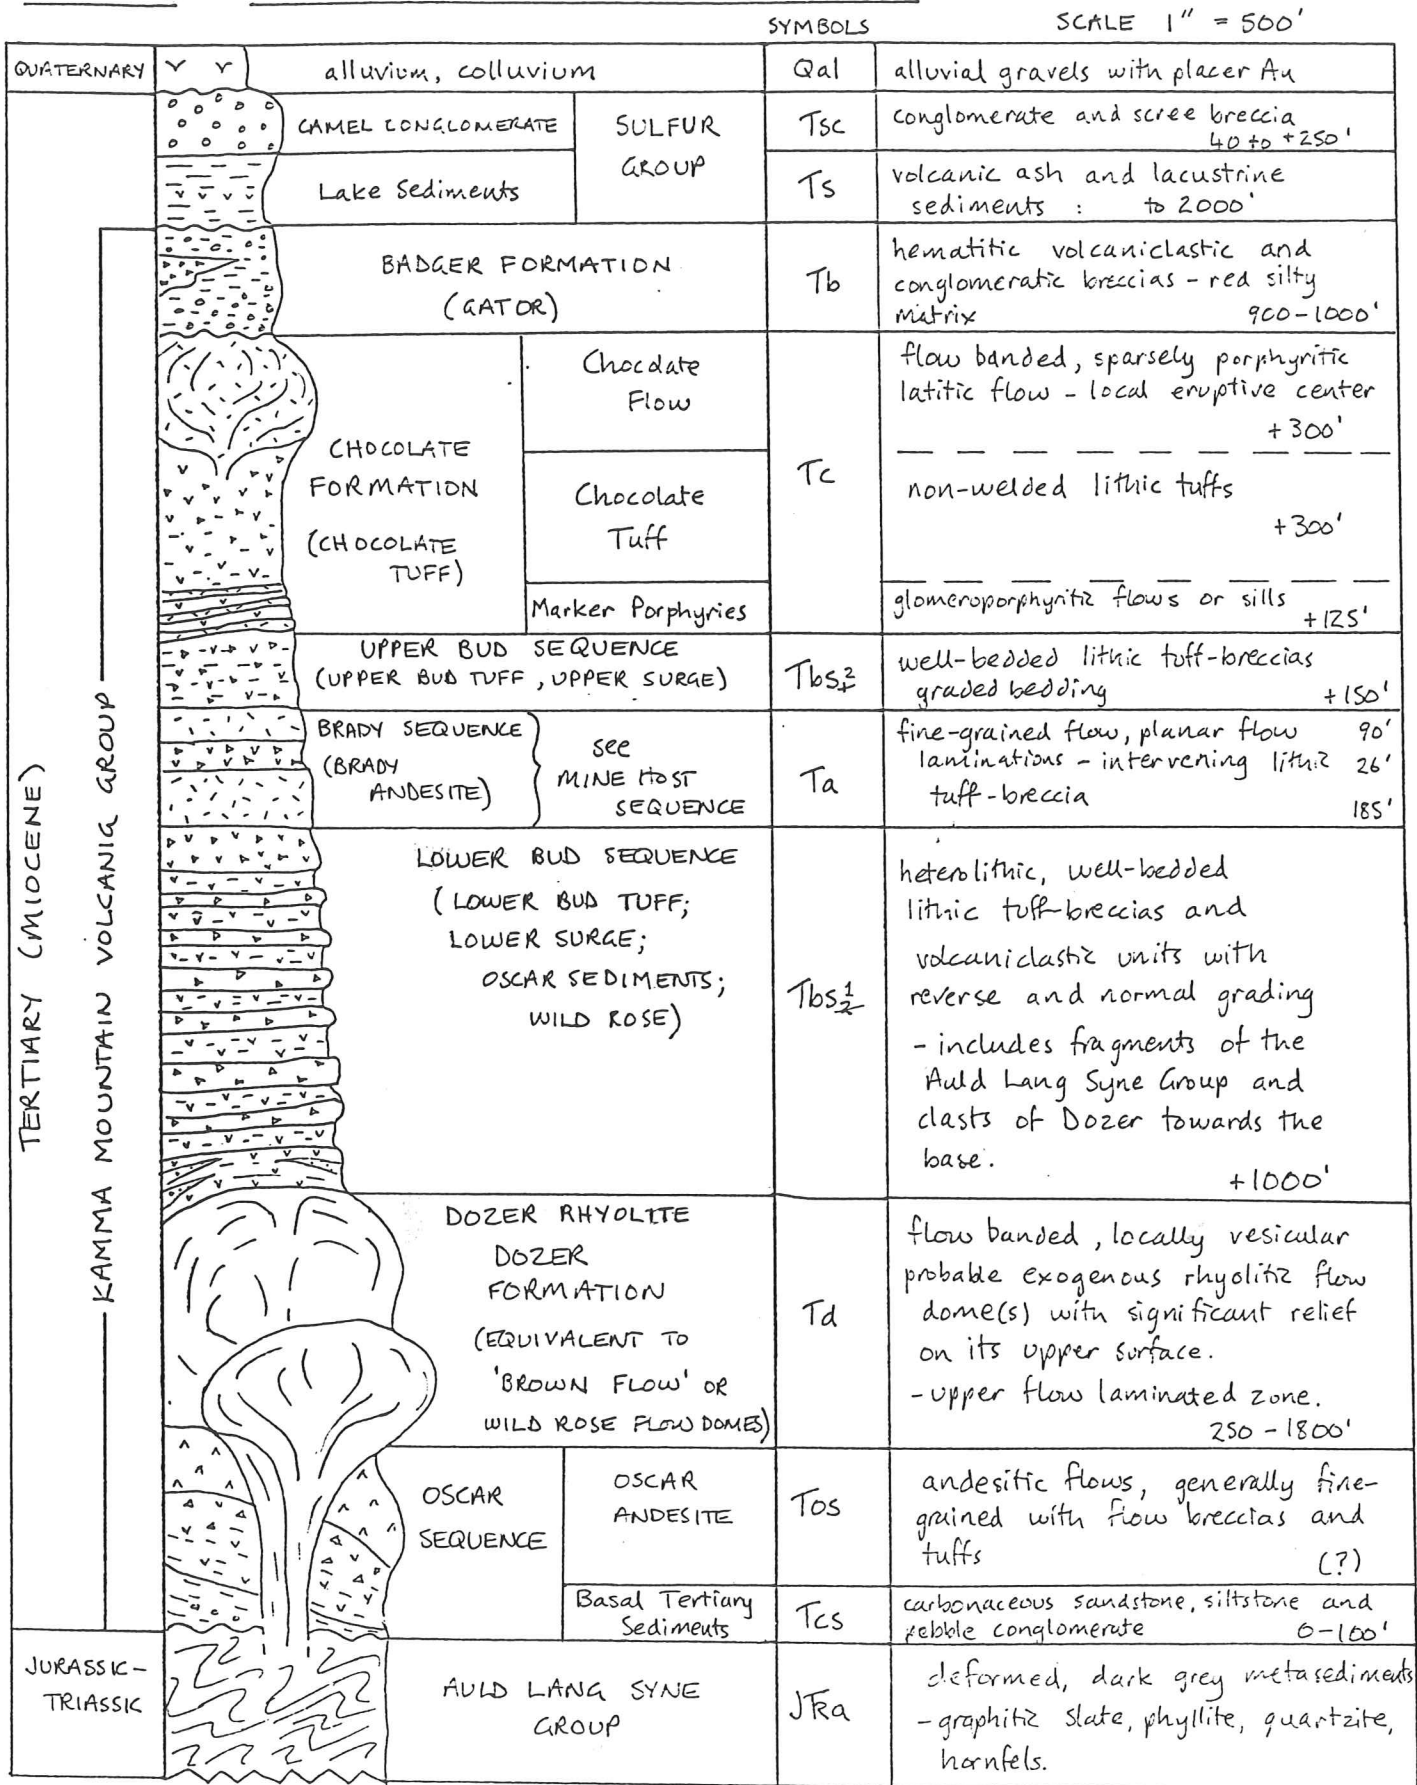 SYMBOLS
SCALE 1" = 500'
QUATERNARY
alluvium, colluvium
Qal
alluvial gravels with placer Au
TERTIARY (MIOCENE)
KAMMA MOUNTAIN VOLCANIG GROUP
CAMEL CONGLOMERATE
SULFUR
GROUP
Tsc
conglomerate and scree breccia
40 to +250'
Lake Sediments
Ts
volcanic ash and lacustrine
sediments : to 2000'
BADGER FORMATION
(GATOR)
Tb
hematitic volcaniclastic and
conglomeratic breccias - red silty
matrix 900-1000'
CHOCOLATE
FORMATION
(CHOCOLATE
TUFF)
Chocolate
Flow
Tc
flow banded, sparsely porphyritic
latitic flow - local eruptive center
+300'
Chocolate
Tuff
non-welded lithic tuffs
+300'
Marker Porphyries
glomeroporphyritic flows or sills
+125'
UPPER BUD SEQUENCE
(UPPER BUD TUFF, UPPER SURGE)
Tbs2
well-bedded lithic tuff-breccias
graded bedding +150'
BRADY SEQUENCE
(BRADY
ANDESITE)
see
MINE HOST
SEQUENCE
Ta
fine-grained flow, planar flow 90'
laminations - intervening lithic 26'
tuff-breccia 185'
LOWER BUD SEQUENCE
(LOWER BUD TUFF;
LOWER SURGE;
OSCAR SEDIMENTS;
WILD ROSE)
Tbs1
heterolithic, well-bedded
lithic tuff-breccias and
volcaniclastic units with
reverse and normal grading
- includes fragments of the
Auld Lang Syne Group and
clasts of Dozer towards the
base.
+1000'
DOZER RHYOLITE
DOZER
FORMATION
(EQUIVALENT TO
'BROWN FLOW' OR
WILD ROSE FLOW DOMES)
Td
flow banded, locally vesicular
probable exogenous rhyolitic flow
dome(s) with significant relief
on its upper surface.
- upper flow laminated zone.
250 - 1800'
OSCAR
SEQUENCE
OSCAR
ANDESITE
Tos
andesitic flows, generally fine-
grained with flow breccias and
tuffs (?)
Basal Tertiary
Sediments
Tcs
carbonaceous sandstone, siltstone and
pebble conglomerate 0-100'
JURASSIC-
TRIASSIC
AULD LANG SYNE
GROUP
JTRa
deformed, dark grey metasediments
- graphitic slate, phyllite, quartzite,
hornfels.